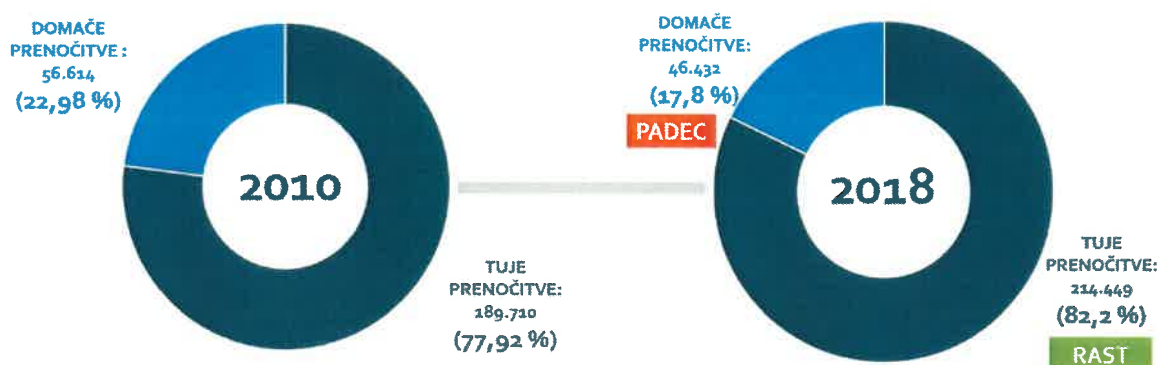 DOMAČE
PRENOČITVE :
56.614
(22,98 %)
2010
TUJE
PRENOČITVE:
189.710
(77,92 %)
DOMAČE
PRENOČITVE:
46.432
(17,8 %)
PADEC
2018
TUJE
PRENOČITVE:
214.449
(82,2 %)
RAST